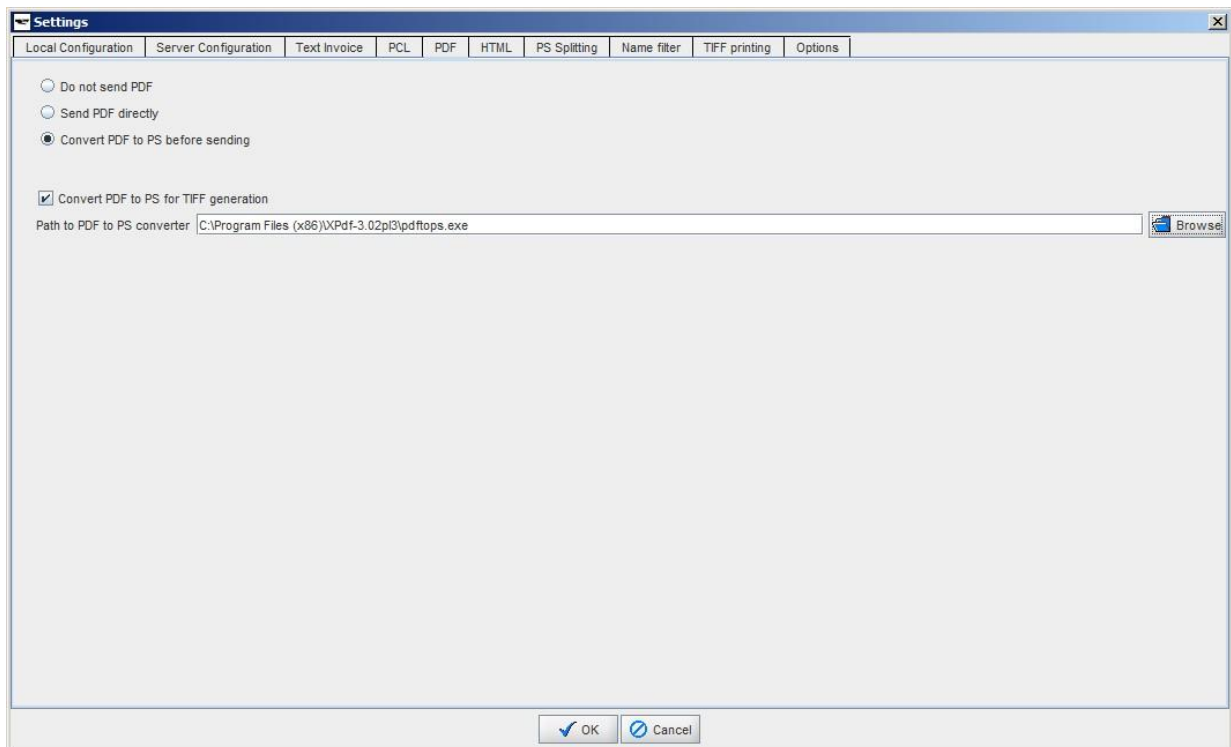 Settings
Local Configuration Server Configuration Text Invoice PCL PDF HTML PS Splitting Name filter TIFF printing Options
Do not send PDF
Send PDF directly
Convert PDF to PS before sending
Convert PDF to PS for TIFF generation
Path to PDF to PS converter C:\Program Files (x86)\XPdf-3.02pl3\pdftops.exe Browse
OK Cancel